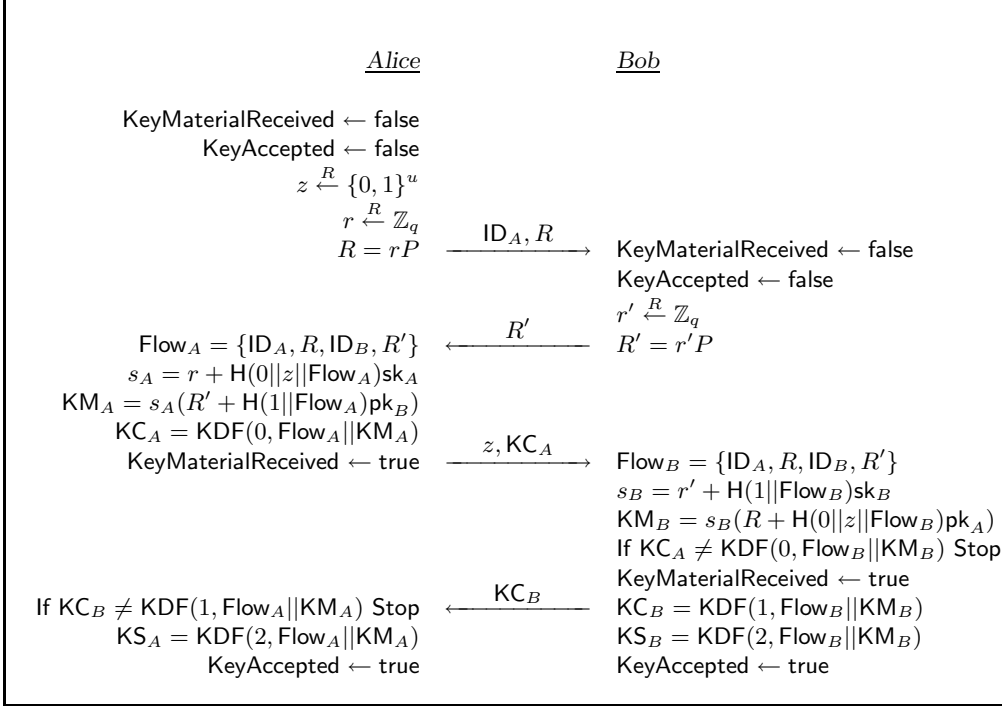 Alice Bob
KeyMaterialReceived ← false
KeyAccepted ← false
z ←R {0, 1}^u
r ←R ℤ_q
R = rP ID_A, R KeyMaterialReceived ← false
KeyAccepted ← false
r′ ←R ℤ_q
Flow_A = {ID_A, R, ID_B, R′} R′ R′ = r′P
s_A = r + H(0||z||Flow_A)sk_A
KM_A = s_A(R′ + H(1||Flow_A)pk_B)
KC_A = KDF(0, Flow_A||KM_A)
KeyMaterialReceived ← true z, KC_A Flow_B = {ID_A, R, ID_B, R′}
s_B = r′ + H(1||Flow_B)sk_B
KM_B = s_B(R + H(0||z||Flow_B)pk_A)
If KC_A ≠ KDF(0, Flow_B||KM_B) Stop
KeyMaterialReceived ← true
If KC_B ≠ KDF(1, Flow_A||KM_A) Stop KC_B KC_B = KDF(1, Flow_B||KM_B)
KS_A = KDF(2, Flow_A||KM_A) KS_B = KDF(2, Flow_B||KM_B)
KeyAccepted ← true KeyAccepted ← true